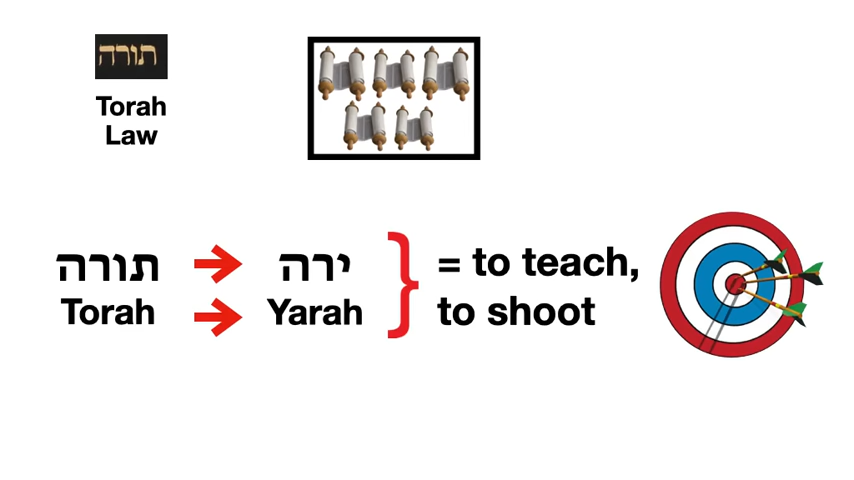 תורה
Torah
Law
תורה → ירה } = to teach,
Torah → Yarah to shoot